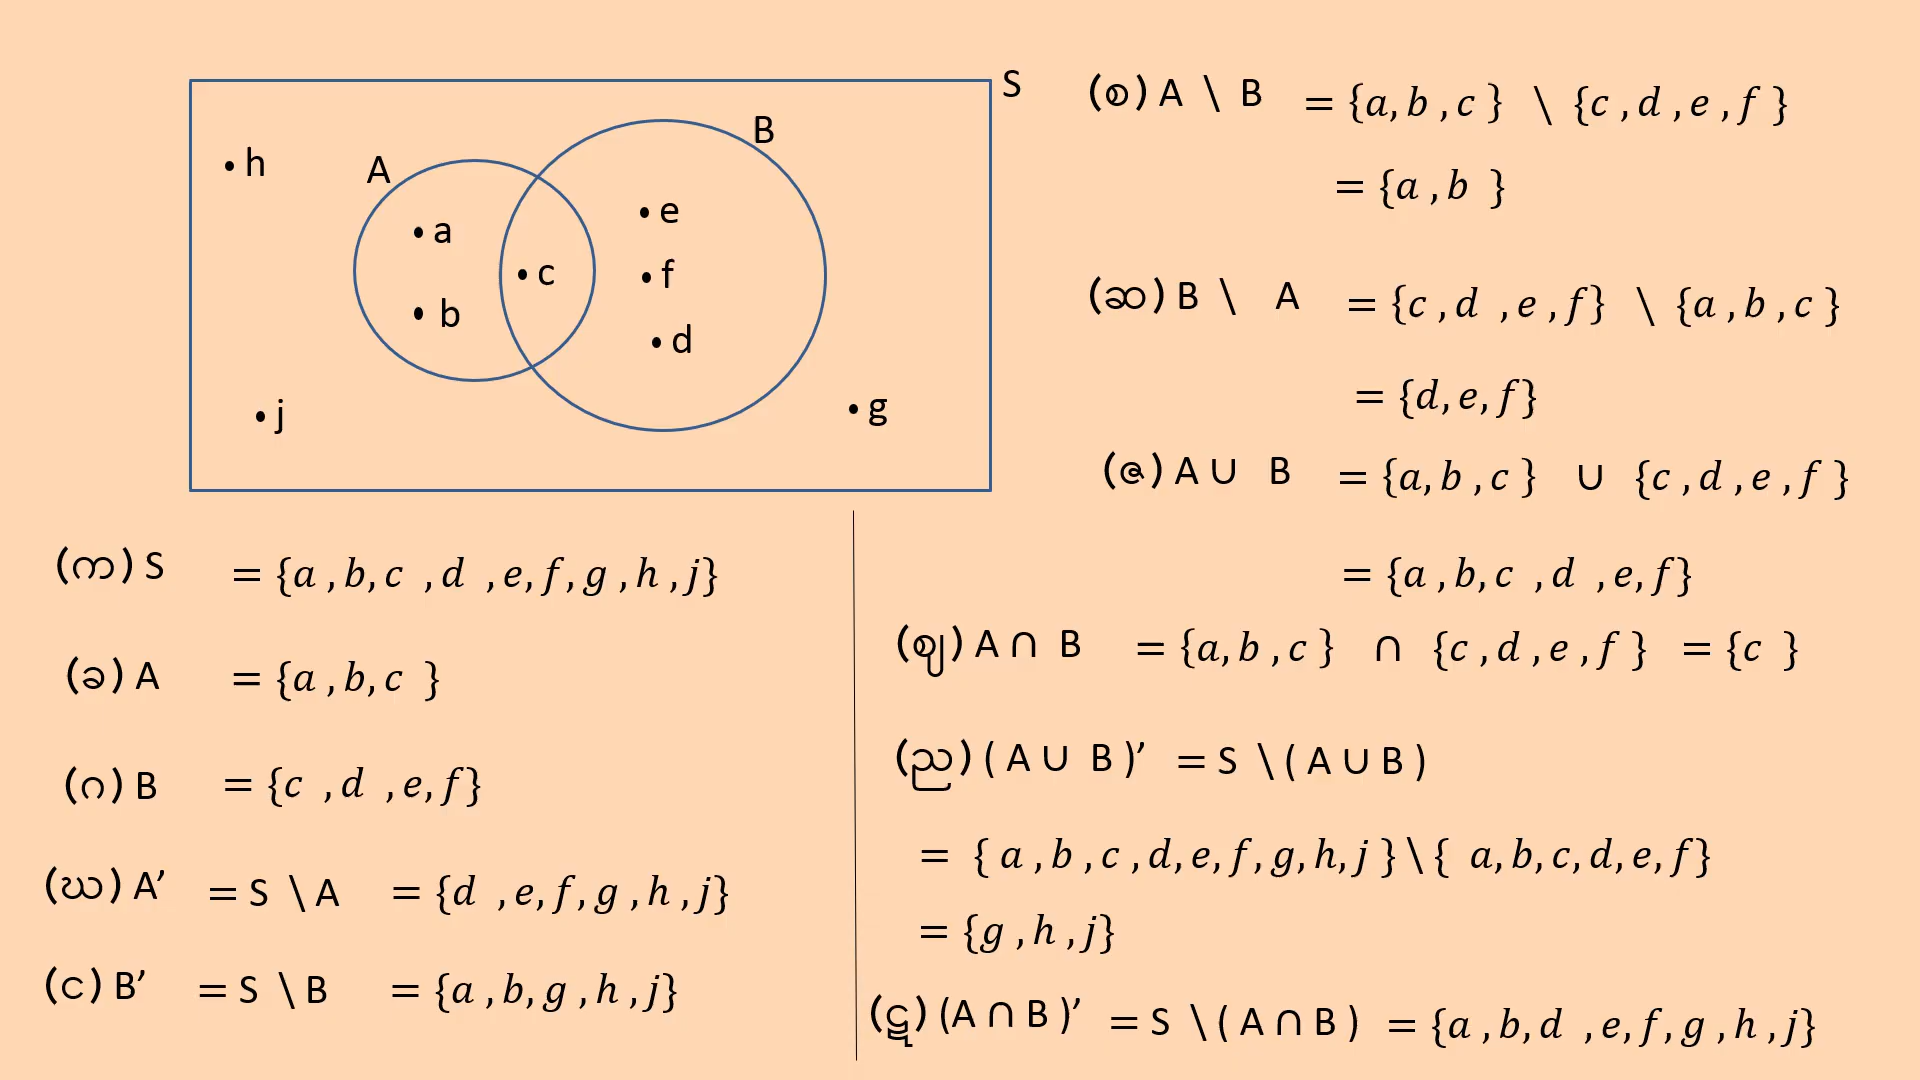 S
A
B
• h
• a
• b
• c
• e
• f
• d
• j
• g
(က) S = {a , b, c , d , e, f, g , h , j}
(ခ) A = {a , b, c }
(ဂ) B = {c , d , e, f}
(ဃ) A’ = S \ A = {d , e, f, g , h , j}
(င) B’ = S \ B = {a , b, g , h , j}
(စ) A \ B = {a, b , c } \ {c , d , e , f }
= {a , b }
(ဆ) B \ A = {c , d , e , f} \ {a , b , c }
= {d, e, f}
(ဇ) A ∪ B = {a, b , c } ∪ {c , d , e , f }
= {a , b, c , d , e, f}
(ဈ) A ∩ B = {a, b , c } ∩ {c , d , e , f } = {c }
(ည) ( A ∪ B )’ = S \ ( A ∪ B )
= { a , b , c , d, e, f, g, h, j } \ { a, b, c, d, e, f}
= {g , h , j}
(ဋ) (A ∩ B )’ = S \ ( A ∩ B ) = {a , b, d , e, f, g , h , j}